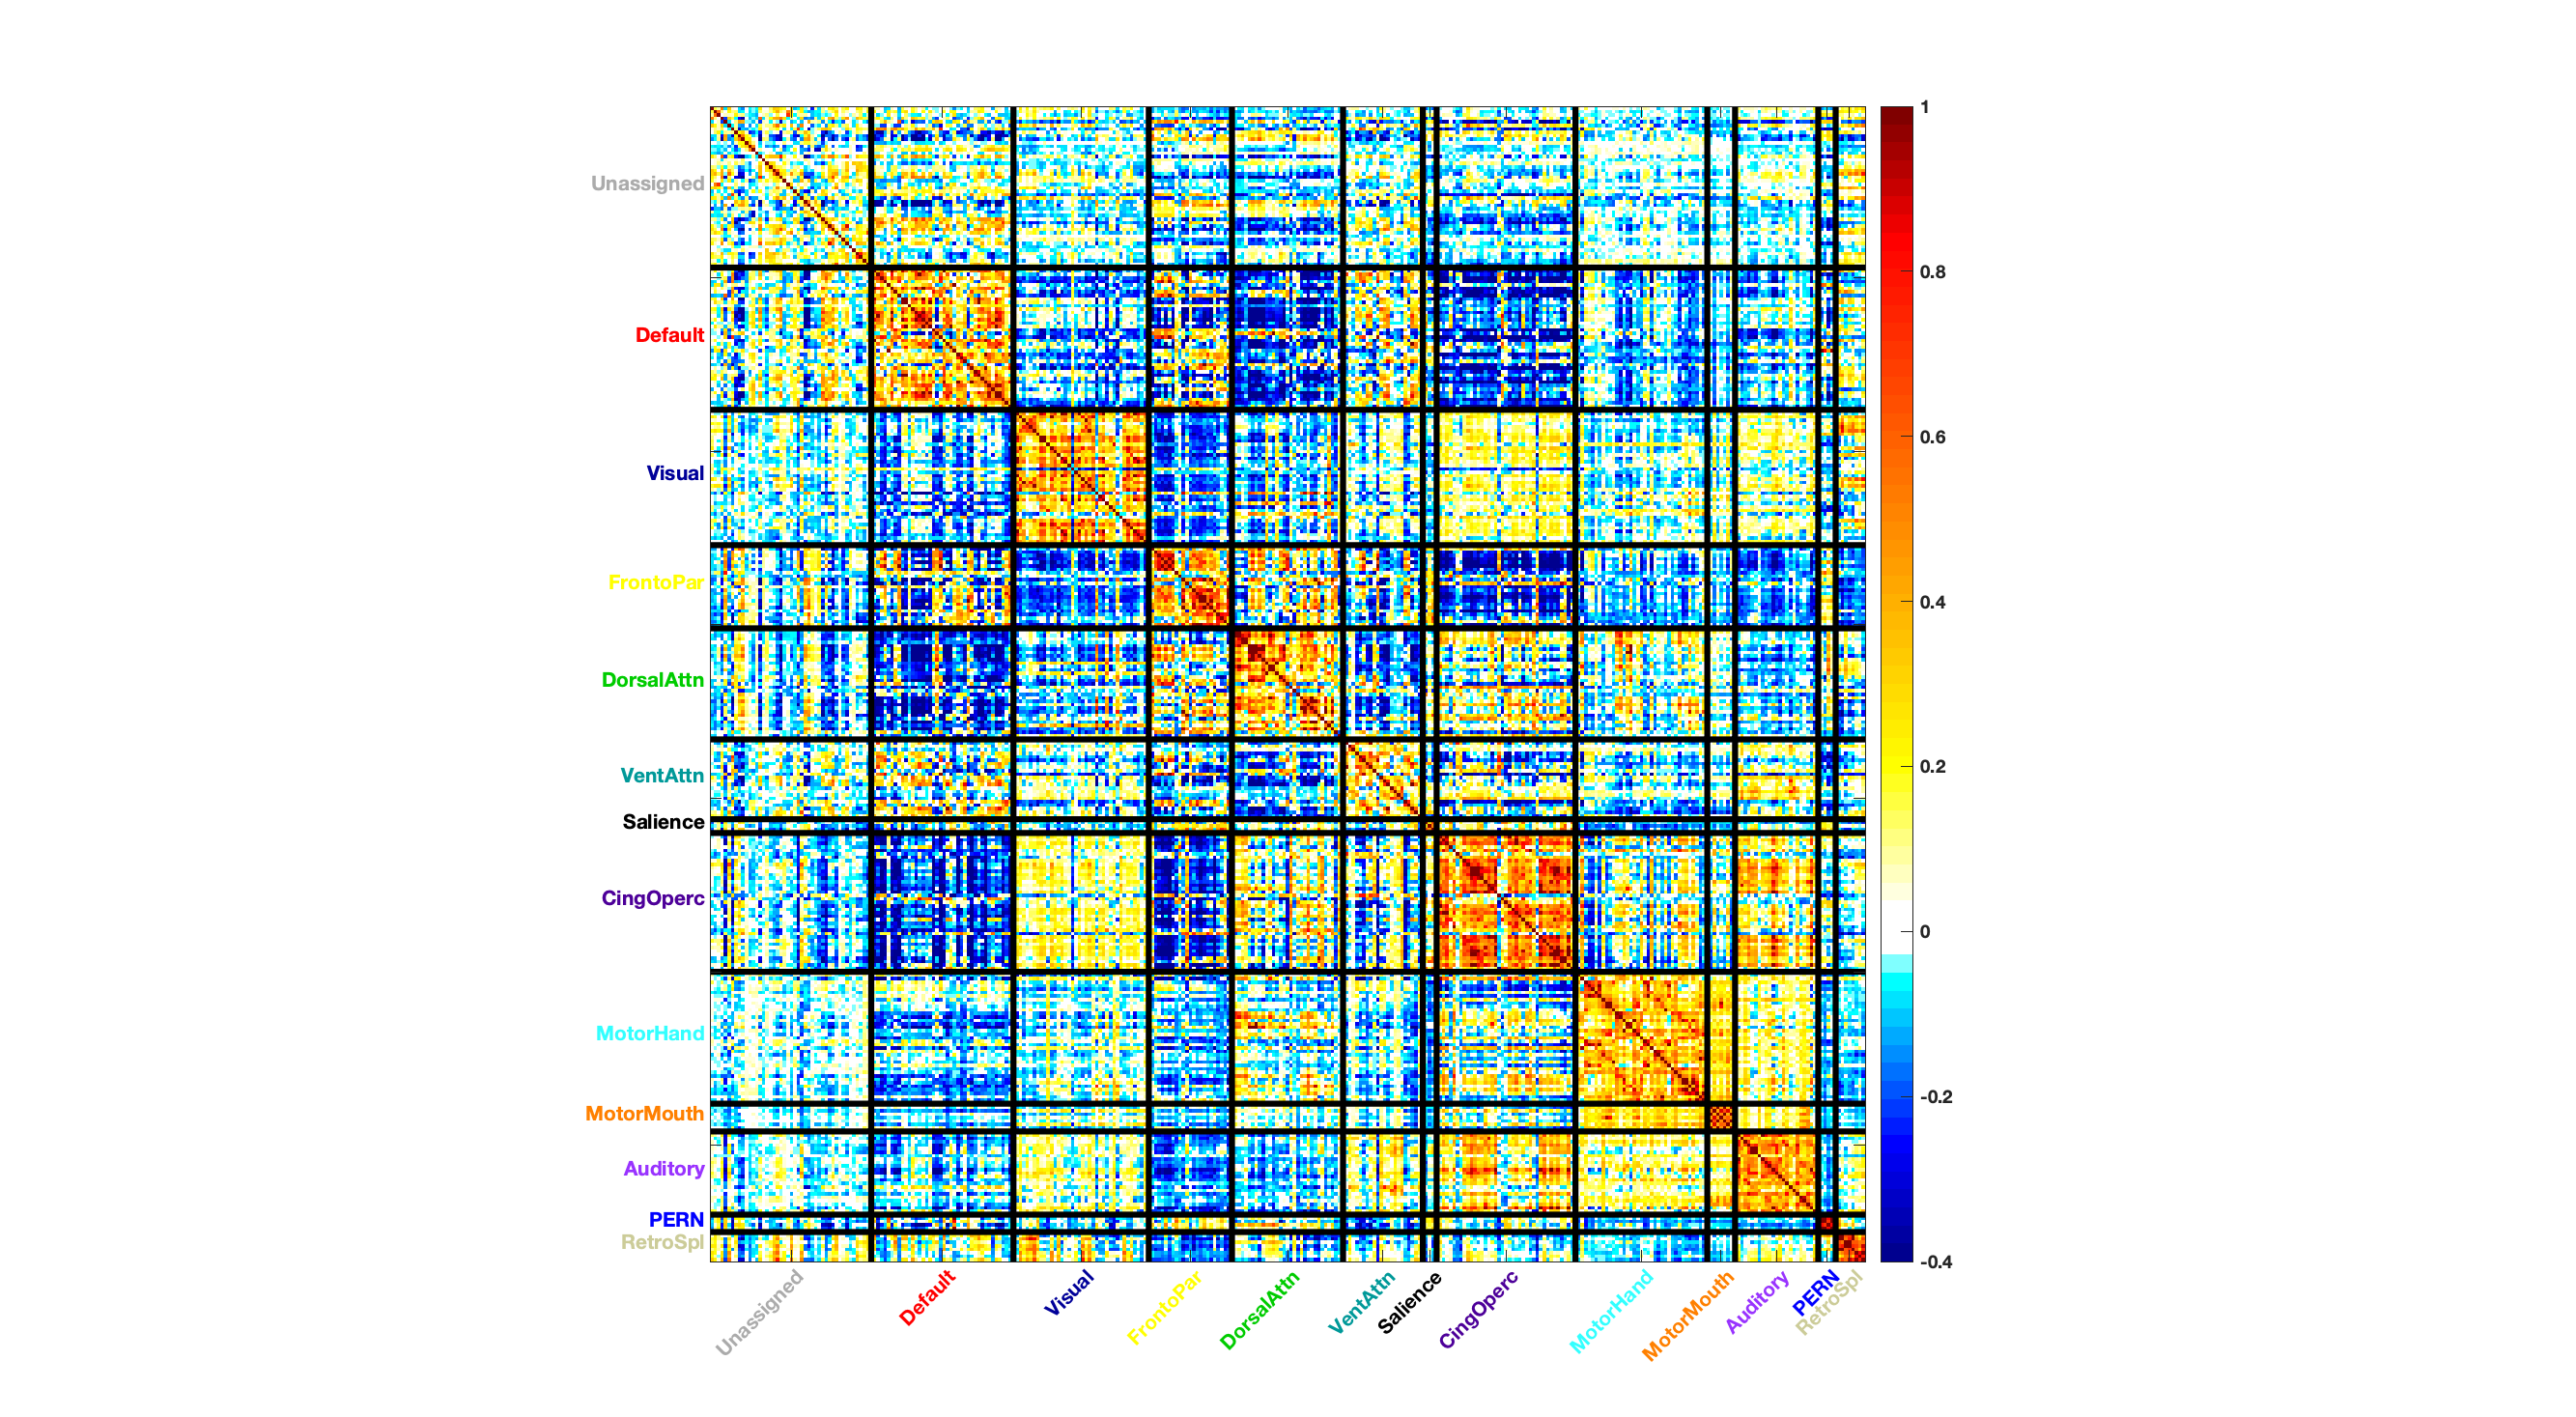 Unassigned
Default
Visual
FrontoPar
DorsalAttn
VentAttn
Salience
CingOperc
MotorHand
MotorMouth
Auditory
PERN
RetroSpl
Unassigned
Default
Visual
FrontoPar
DorsalAttn
VentAttn
Salience
CingOperc
MotorHand
MotorMouth
Auditory
PERN
RetroSpl
1
0.8
0.6
0.4
0.2
0
-0.2
-0.4